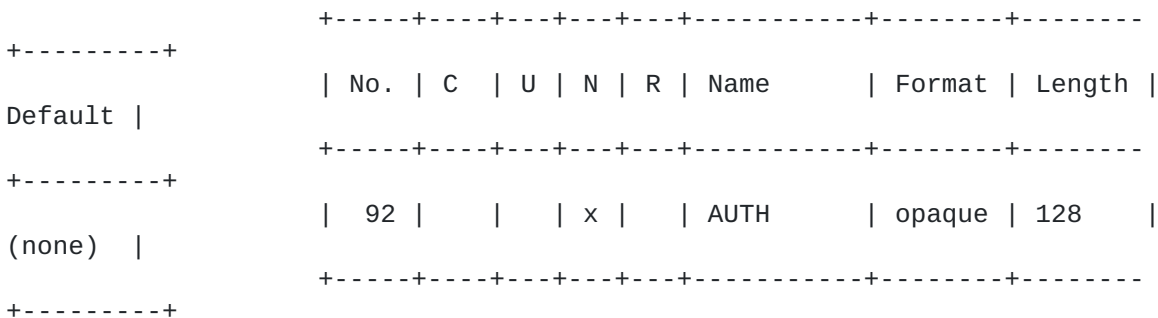 +-----+----+---+---+---+-----------+--------+--------
+---------+
| No. | C  | U | N | R | Name      | Format | Length |
Default |
+-----+----+---+---+---+-----------+--------+--------
+---------+
|  92 |    |   | x |   | AUTH      | opaque | 128    |
(none)  |
+-----+----+---+---+---+-----------+--------+--------
+---------+